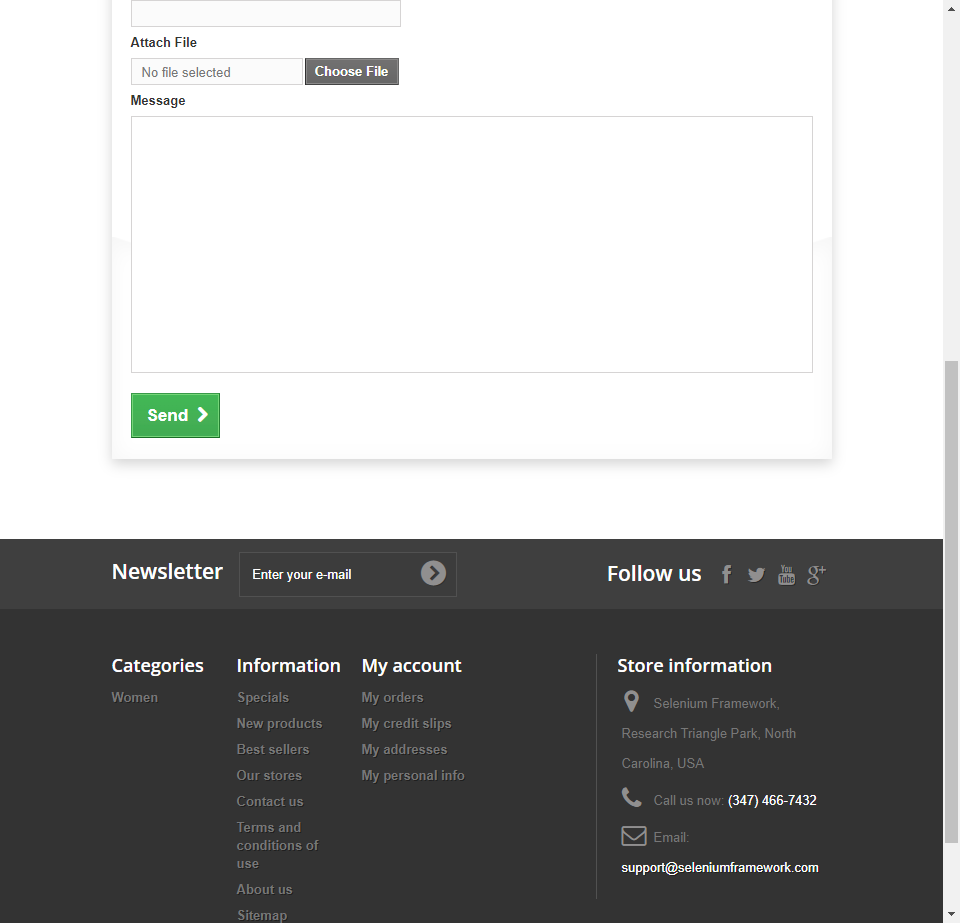 Attach File
No file selected
Choose File
Message
Send
Newsletter
Enter your e-mail
Follow us
You
Tube
g+
Categories
Women
Information
Specials
New products
Best sellers
Our stores
Contact us
Terms and
conditions of
use
About us
Sitemap
My account
My orders
My credit slips
My addresses
My personal info
Store information
Selenium Framework,
Research Triangle Park, North
Carolina, USA
Call us now: (347) 466-7432
Email:
support@seleniumframework.com